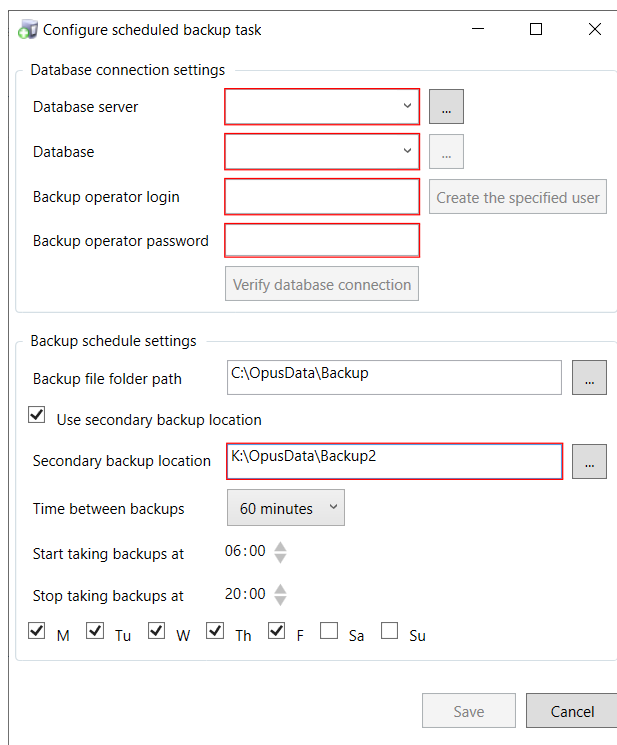 Configure scheduled backup task
Database connection settings
Database server
...
Database
...
Backup operator login
Create the specified user
Backup operator password
Verify database connection
Backup schedule settings
Backup file folder path
C:\OpusData\Backup
...
Use secondary backup location
Secondary backup location
K:\OpusData\Backup2
...
Time between backups
60 minutes
Start taking backups at
06:00
Stop taking backups at
20:00
M Tu W Th F Sa Su
Save
Cancel